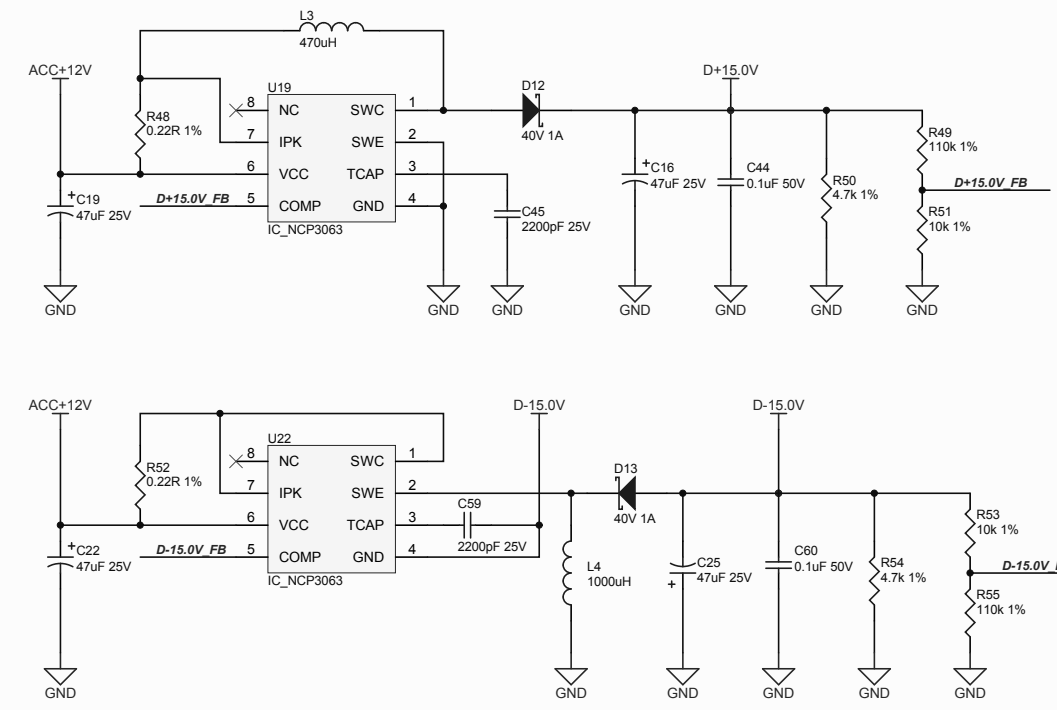 L3
470uH
ACC+12V
D+15.0V
U19
D12
R48
0.22R 1%
8 NC SWC 1
7 IPK SWE 2
6 VCC TCAP 3
5 COMP GND 4
IC_NCP3063
D+15.0V_FB
+
C19
47uF 25V
C45
2200pF 25V
40V 1A
+
C16
47uF 25V
C44
0.1uF 50V
R50
4.7k 1%
R49
110k 1%
D+15.0V_FB
R51
10k 1%
GND GND GND GND GND GND GND
ACC+12V
D-15.0V
D-15.0V
U22
R52
0.22R 1%
8 NC SWC 1
7 IPK SWE 2
6 VCC TCAP 3
5 COMP GND 4
IC_NCP3063
D-15.0V_FB
+
C22
47uF 25V
C59
2200pF 25V
D13
40V 1A
L4
1000uH
C25
47uF 25V
+
C60
0.1uF 50V
R54
4.7k 1%
R53
10k 1%
D-15.0V_
R55
110k 1%
GND GND GND GND GND GND